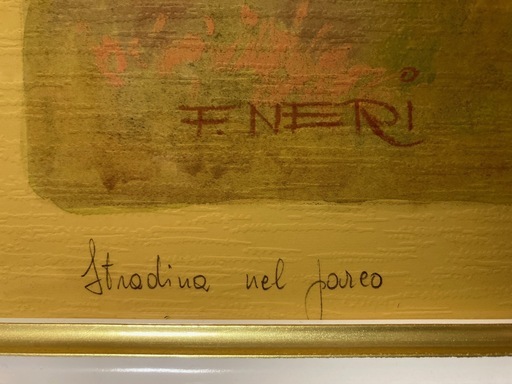 F. NERI
Stradina nel parco